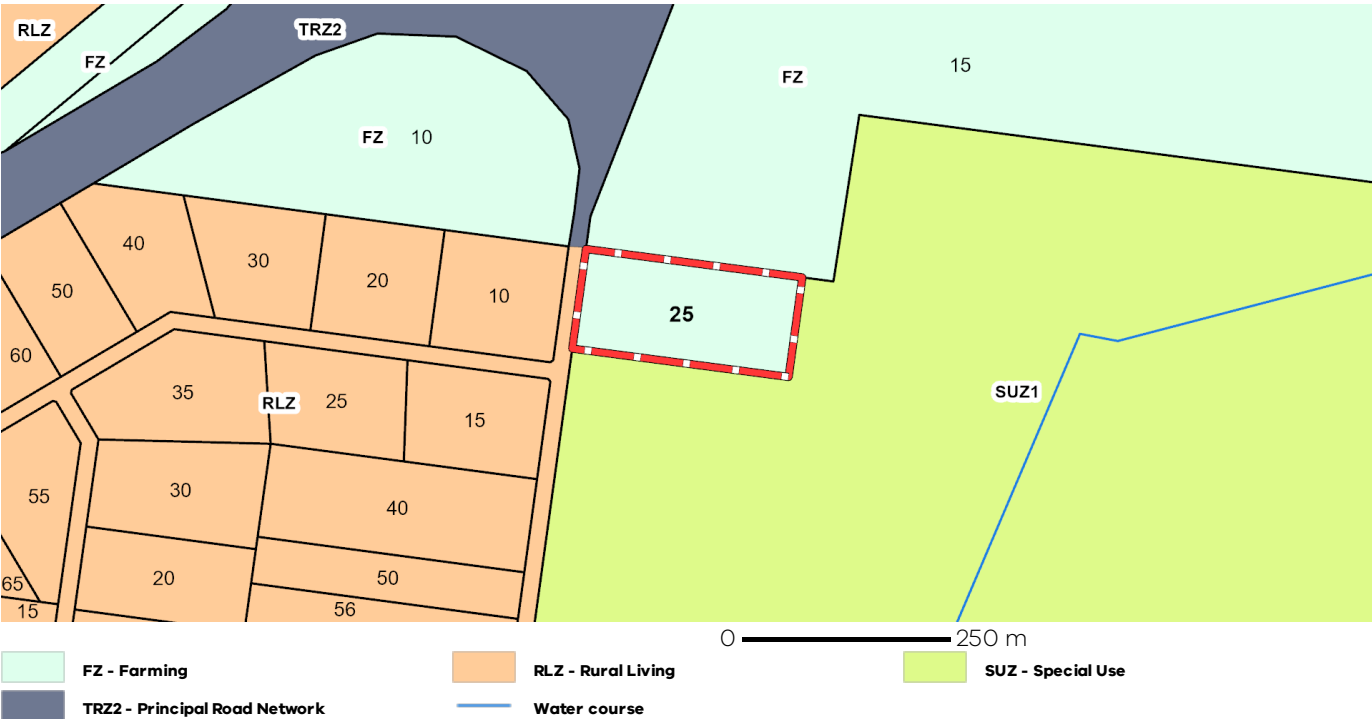 RLZ
TRZ2
FZ
FZ 15
FZ 10
40
30
20
10
50
25
60
35
RLZ 25
SUZ1
15
30
55
40
20
50
65
15
56
0 250 m
FZ - Farming
RLZ - Rural Living
SUZ - Special Use
TRZ2 - Principal Road Network
Water course